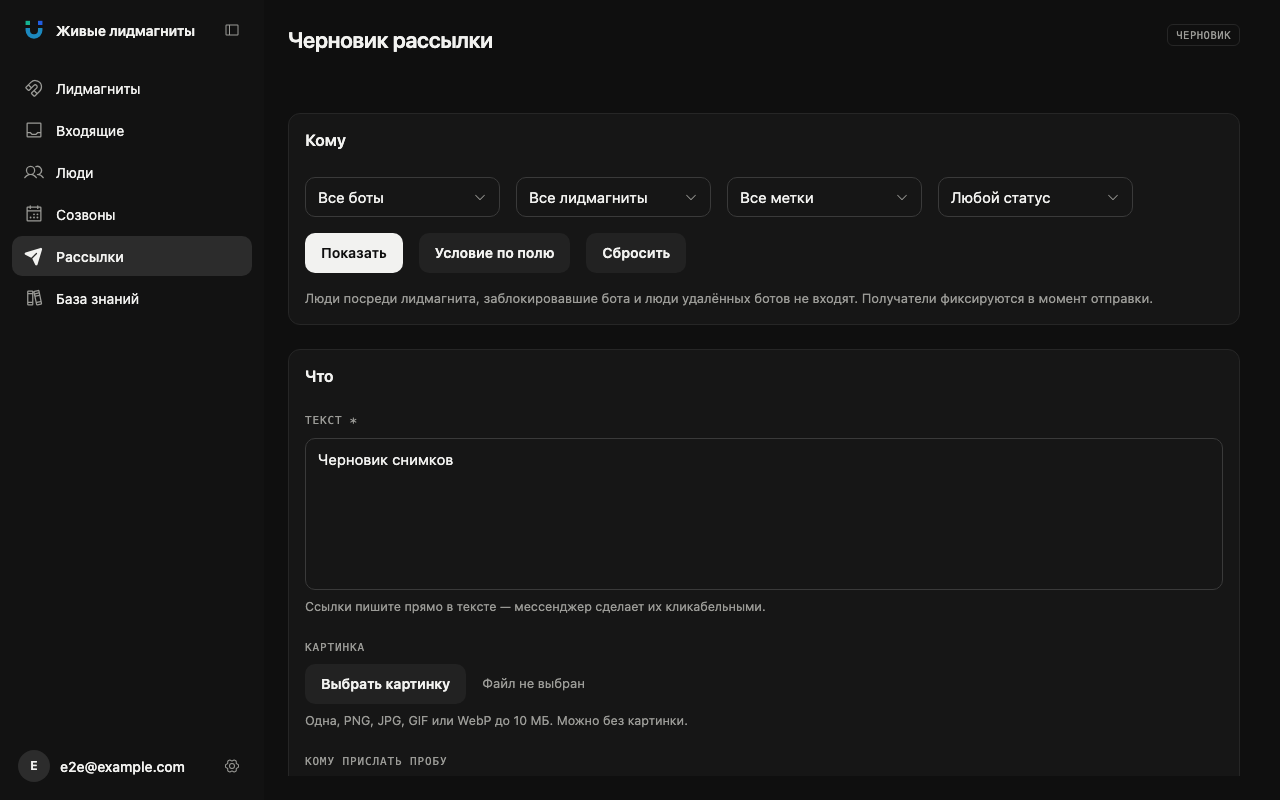 Живые лидмагниты
Лидмагниты
Входящие
Люди
Созвоны
Рассылки
База знаний
E
e2e@example.com
Черновик рассылки
ЧЕРНОВИК
Кому
Все боты
Все лидмагниты
Все метки
Любой статус
Показать
Условие по полю
Сбросить
Люди посреди лидмагнита, заблокировавшие бота и люди удалённых ботов не входят. Получатели фиксируются в момент отправки.
Что
ТЕКСТ *
Черновик снимков
Ссылки пишите прямо в тексте — мессенджер сделает их кликабельными.
КАРТИНКА
Выбрать картинку
Файл не выбран
Одна, PNG, JPG, GIF или WebP до 10 МБ. Можно без картинки.
КОМУ ПРИСЛАТЬ ПРОБУ